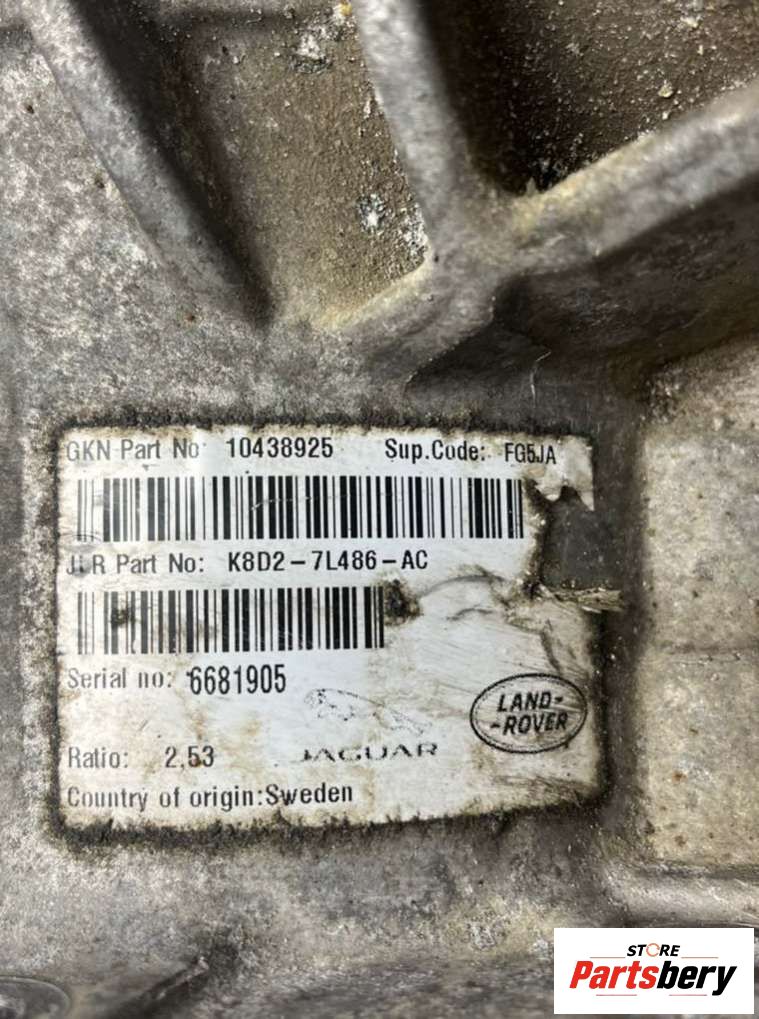 GKN Part No: 10438925 Sup.Code: FG5JA
JLR Part No: K8D2-7L486-AC
Serial no: 6681905
LAND-
-ROVER
JAGUAR
Ratio: 2,53
Country of origin:Sweden
STORE
Partsbery